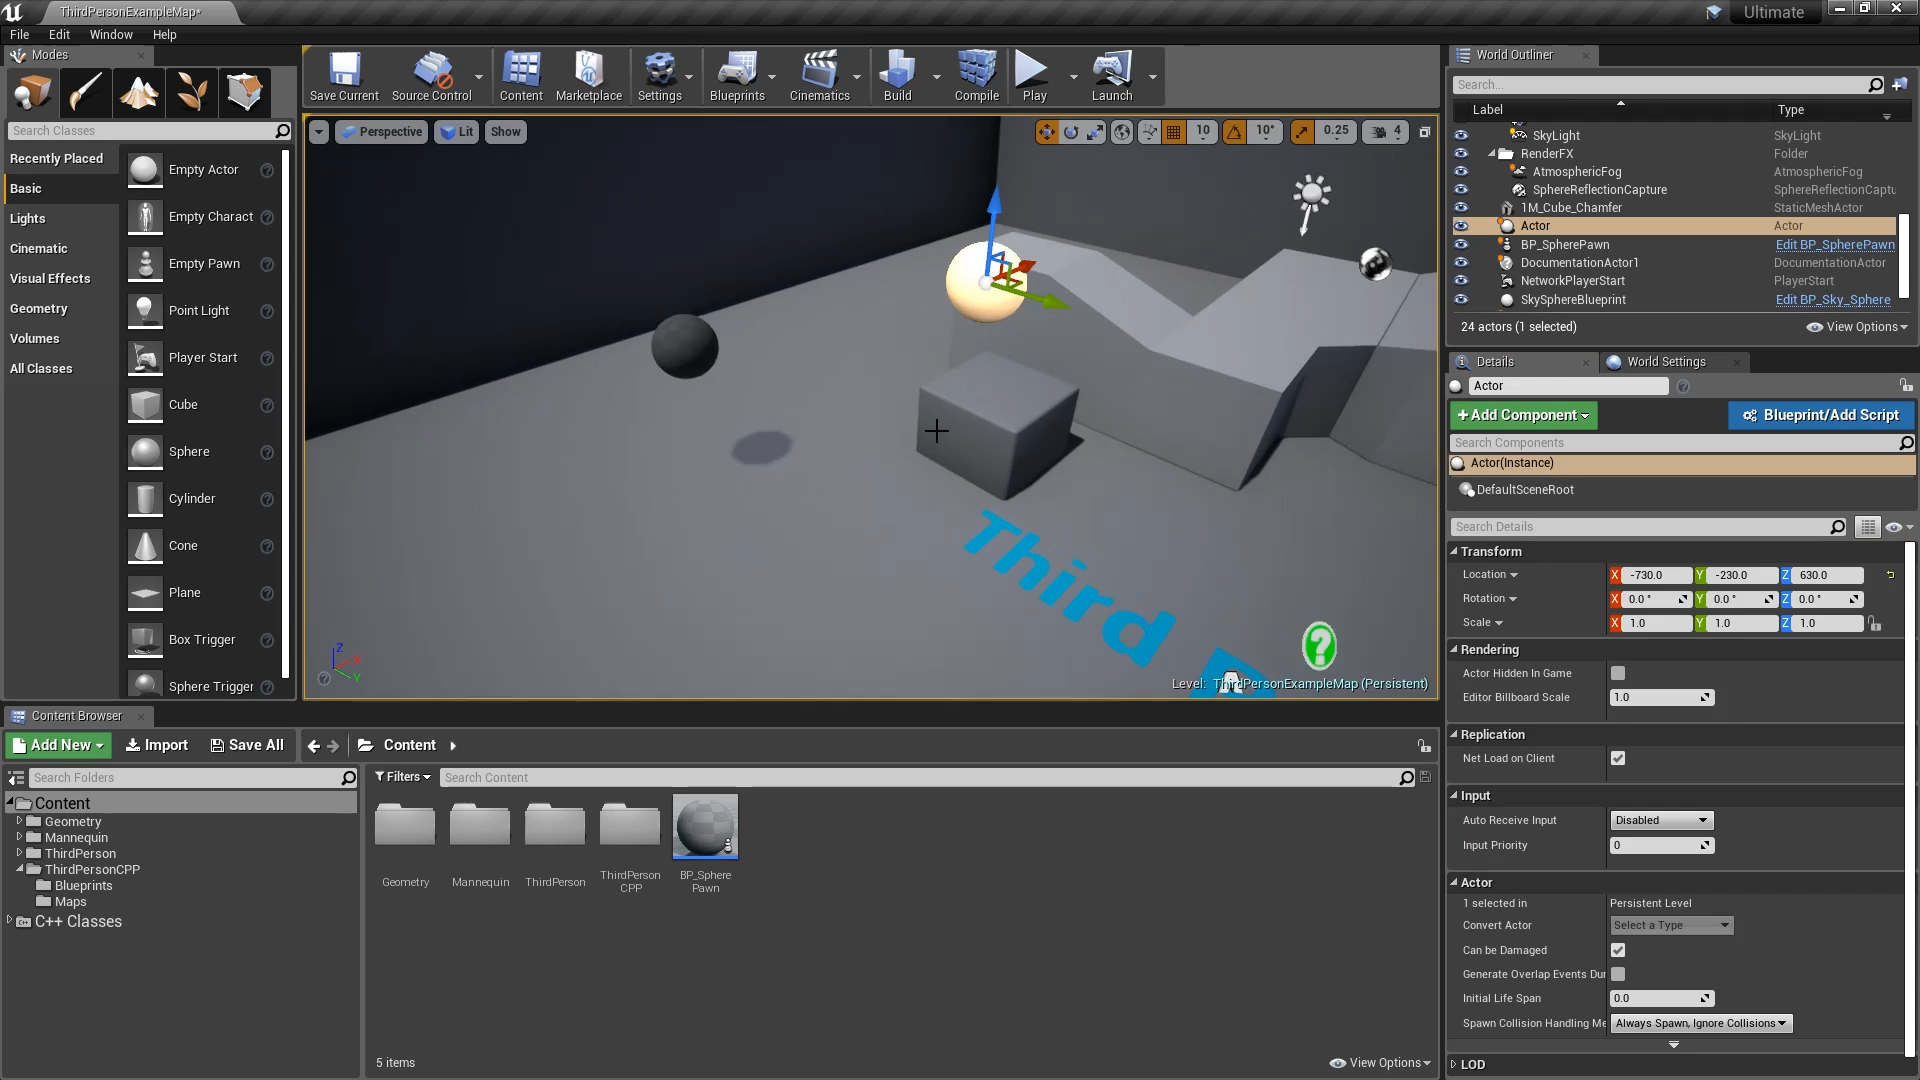 ThirdPersonExampleMap*
Ultimate
File Edit Window Help
Modes
Search Classes
Recently Placed
Basic
Lights
Cinematic
Visual Effects
Geometry
Volumes
All Classes
Empty Actor
Empty Charact
Empty Pawn
Point Light
Player Start
Cube
Sphere
Cylinder
Cone
Plane
Box Trigger
Sphere Trigger
Save Current Source Control Content Marketplace Settings Blueprints Cinematics Build Compile Play Launch
Perspective Lit Show
10 10° 0.25 4
Third
Z
X
Y
Level: ThirdPersonExampleMap (Persistent)
World Outliner
Search...
Label Type
SkyLight SkyLight
RenderFX Folder
AtmosphericFog AtmosphericFog
SphereReflectionCapture SphereReflectionCaptu
1M_Cube_Chamfer StaticMeshActor
Actor Actor
BP_SpherePawn Edit BP_SpherePawn
DocumentationActor1 DocumentationActor
NetworkPlayerStart PlayerStart
SkySphereBlueprint Edit BP_Sky_Sphere
24 actors (1 selected) View Options
Details World Settings
Actor
+Add Component Blueprint/Add Script
Search Components
Actor(Instance)
DefaultSceneRoot
Search Details
Transform
Location X -730.0 Y -230.0 Z 630.0
Rotation X 0.0° Y 0.0° Z 0.0°
Scale X 1.0 Y 1.0 Z 1.0
Rendering
Actor Hidden In Game
Editor Billboard Scale 1.0
Replication
Net Load on Client
Input
Auto Receive Input Disabled
Input Priority 0
Actor
1 selected in Persistent Level
Convert Actor Select a Type
Can be Damaged
Generate Overlap Events Dur
Initial Life Span 0.0
Spawn Collision Handling Me Always Spawn, Ignore Collisions
LOD
Content Browser
Add New Import Save All Content
Search Folders
Content
Geometry
Mannequin
ThirdPerson
ThirdPersonCPP
Blueprints
Maps
C++ Classes
Filters Search Content
Geometry
Mannequin
ThirdPerson
ThirdPerson
CPP
BP_Sphere
Pawn
5 items View Options